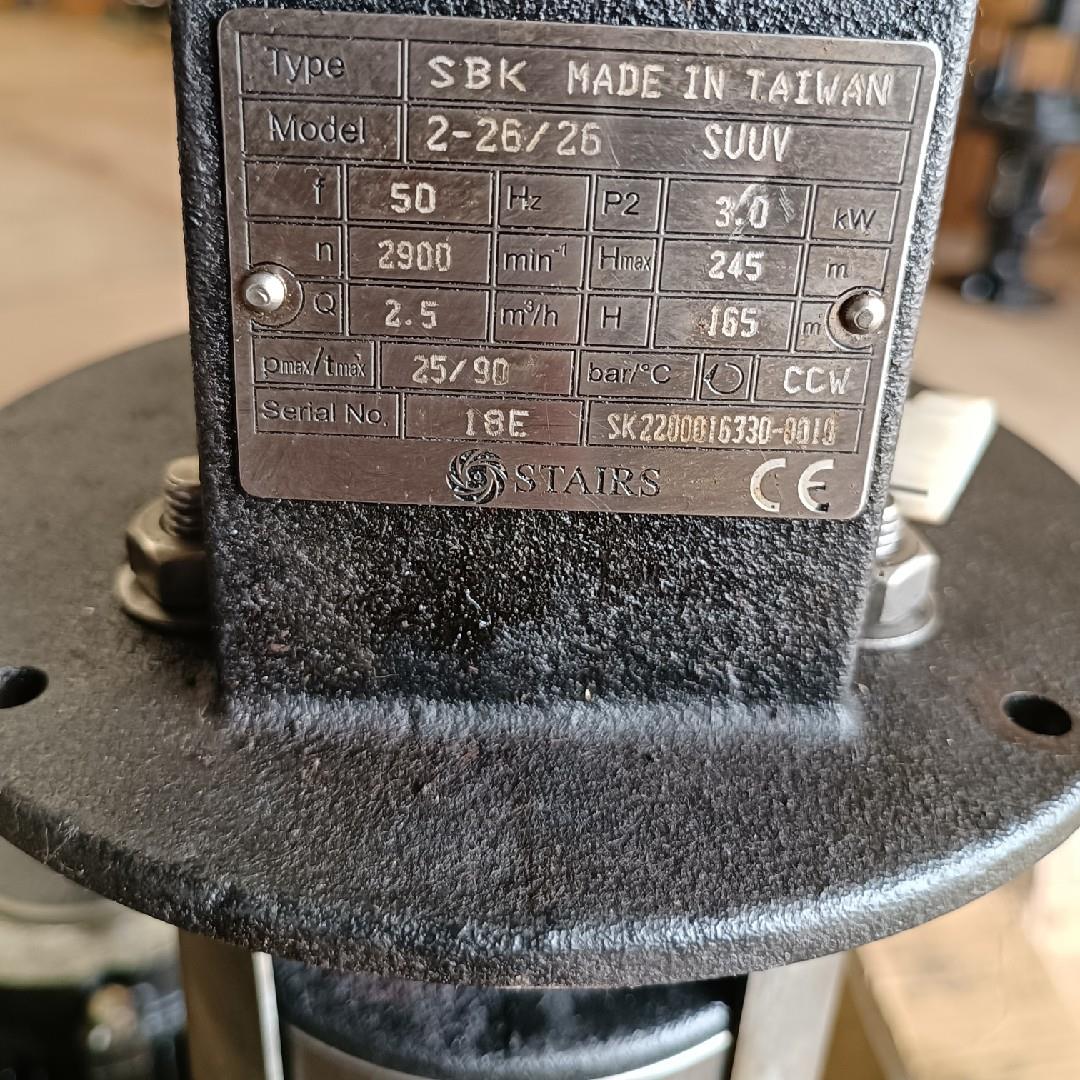 Type SBK MADE IN TAIWAN
Model 2-26/26 SUUV
f 50 Hz P2 3.0 kW
n 2900 min⁻¹ Hmax 245 m
Q 2.5 m³/h H 165 m
pmax/tmax 25/90 bar/°C CCW
Serial No. 18E SK2200016330-0010
STAIRS CE